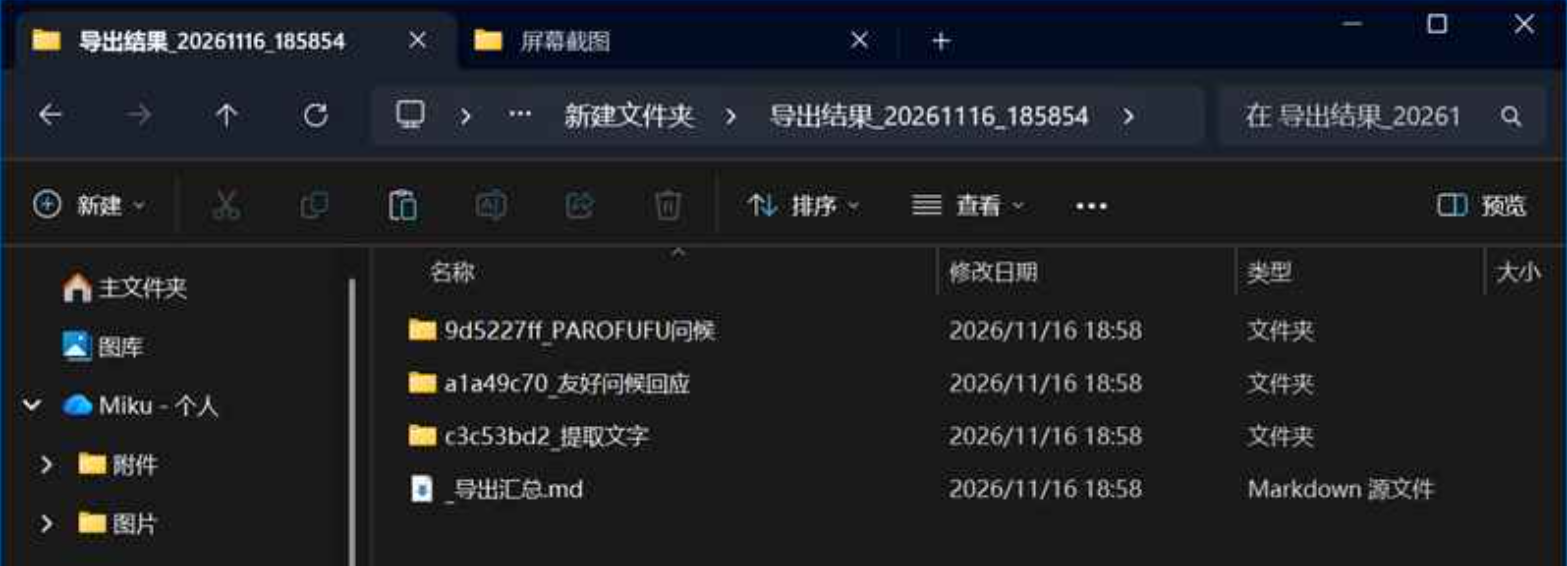 导出结果_20261116_185854 屏幕截图
… 新建文件夹 导出结果_20261116_185854 在 导出结果_20261
新建 排序 查看 ••• 预览
名称 修改日期 类型 大小
主文件夹
图库
Miku - 个人
附件
图片
9d5227ff_PAROFUFU问候 2026/11/16 18:58 文件夹
a1a49c70_友好问候回应 2026/11/16 18:58 文件夹
c3c53bd2_提取文字 2026/11/16 18:58 文件夹
_导出汇总.md 2026/11/16 18:58 Markdown 源文件